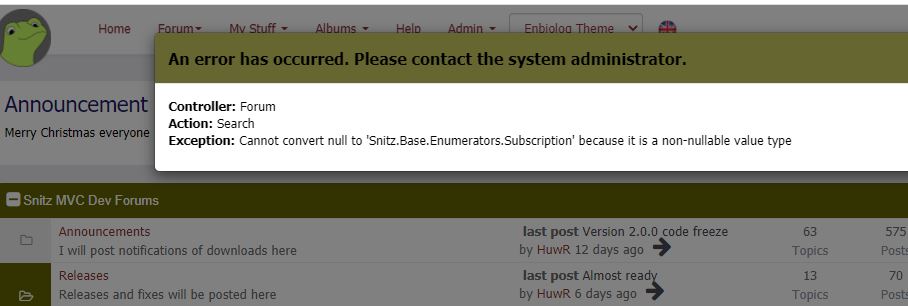 Home Forum My Stuff Albums Help Admin Enbiolog Theme
An error has occurred. Please contact the system administrator.
Announcement
Controller: Forum
Action: Search
Merry Christmas everyone
Exception: Cannot convert null to 'Snitz.Base.Enumerators.Subscription' because it is a non-nullable value type
Snitz MVC Dev Forums
Announcements last post Version 2.0.0 code freeze 63 575
I will post notifications of downloads here by HuwR 12 days ago Topics Posts
Releases last post Almost ready 13 70
Releases and fixes will be posted here by HuwR 6 days ago Topics Posts